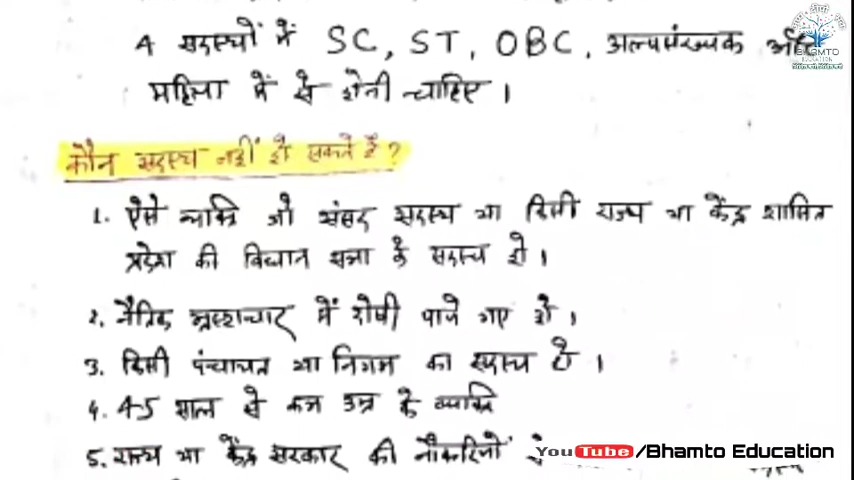 4 सदस्यों में SC, ST, OBC, अल्पसंख्यक और
महिला में से होनी चाहिए।
कौन सदस्य नहीं हो सकते है?
1. ऐसे व्यक्ति जो संसद सदस्य या किसी राज्य या केंद्र शासित
प्रदेश की विधान सभा के सदस्य हो।
2. नैतिक भ्रष्टाचार में दोषी पाये गए हो।
3. किसी पंचायत या निगम का सदस्य हो।
4. 45 साल से कम उम्र के व्यक्ति
5. राज्य या केंद्र सरकार की नौकरियों से
BHAMTO
EDUCATION
YouTube/Bhamto Education